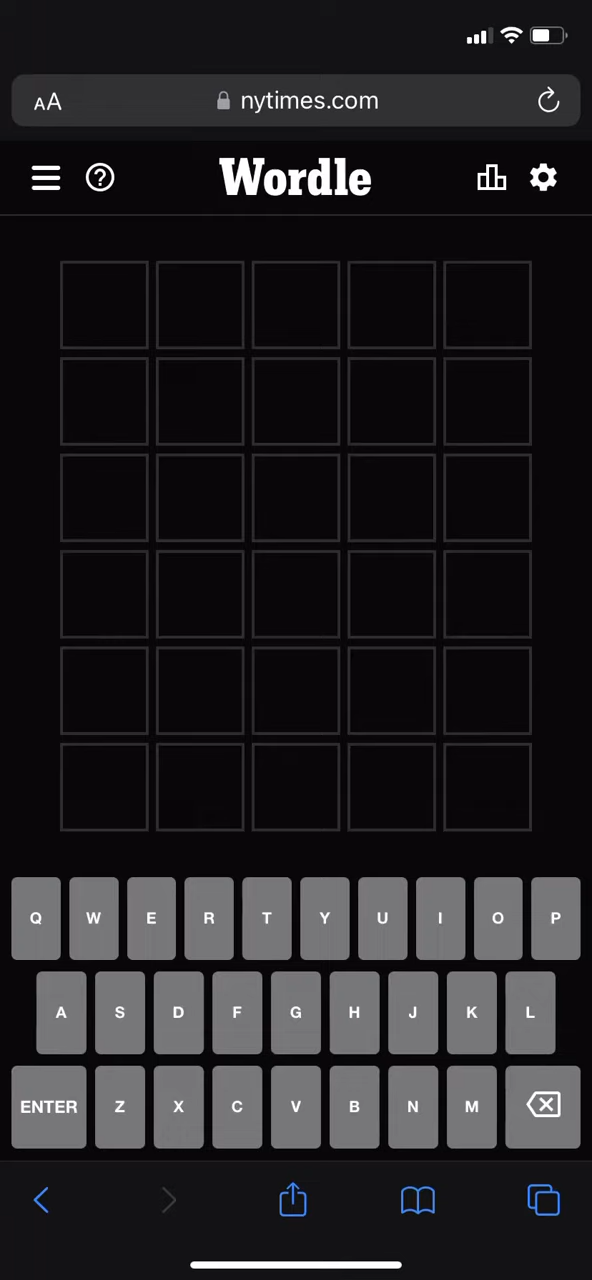 AA nytimes.com
? Wordle
Q W E R T Y U I O P
A S D F G H J K L
ENTER Z X C V B N M